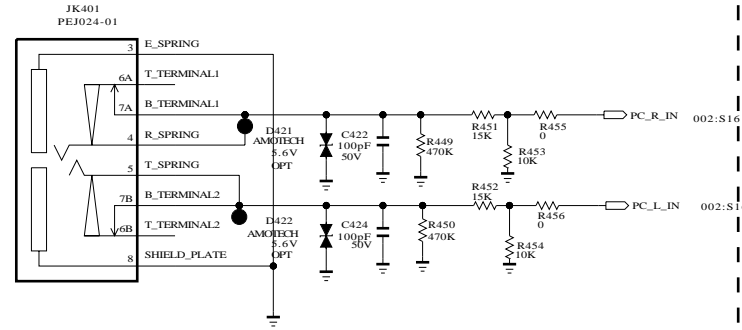 JK401
PEJ024-01
3 E_SPRING
6A T_TERMINAL1
7A B_TERMINAL1
4 R_SPRING
5 T_SPRING
7B B_TERMINAL2
6B T_TERMINAL2
8 SHIELD_PLATE
D421
AMOTECH
5.6V
OPT
C422
100pF
50V
R449
470K
R451
15K
R455
0
R453
10K
PC_R_IN 002:S16
D422
AMOTECH
5.6V
OPT
C424
100pF
50V
R450
470K
R452
15K
R456
0
R454
10K
PC_L_IN 002:S1